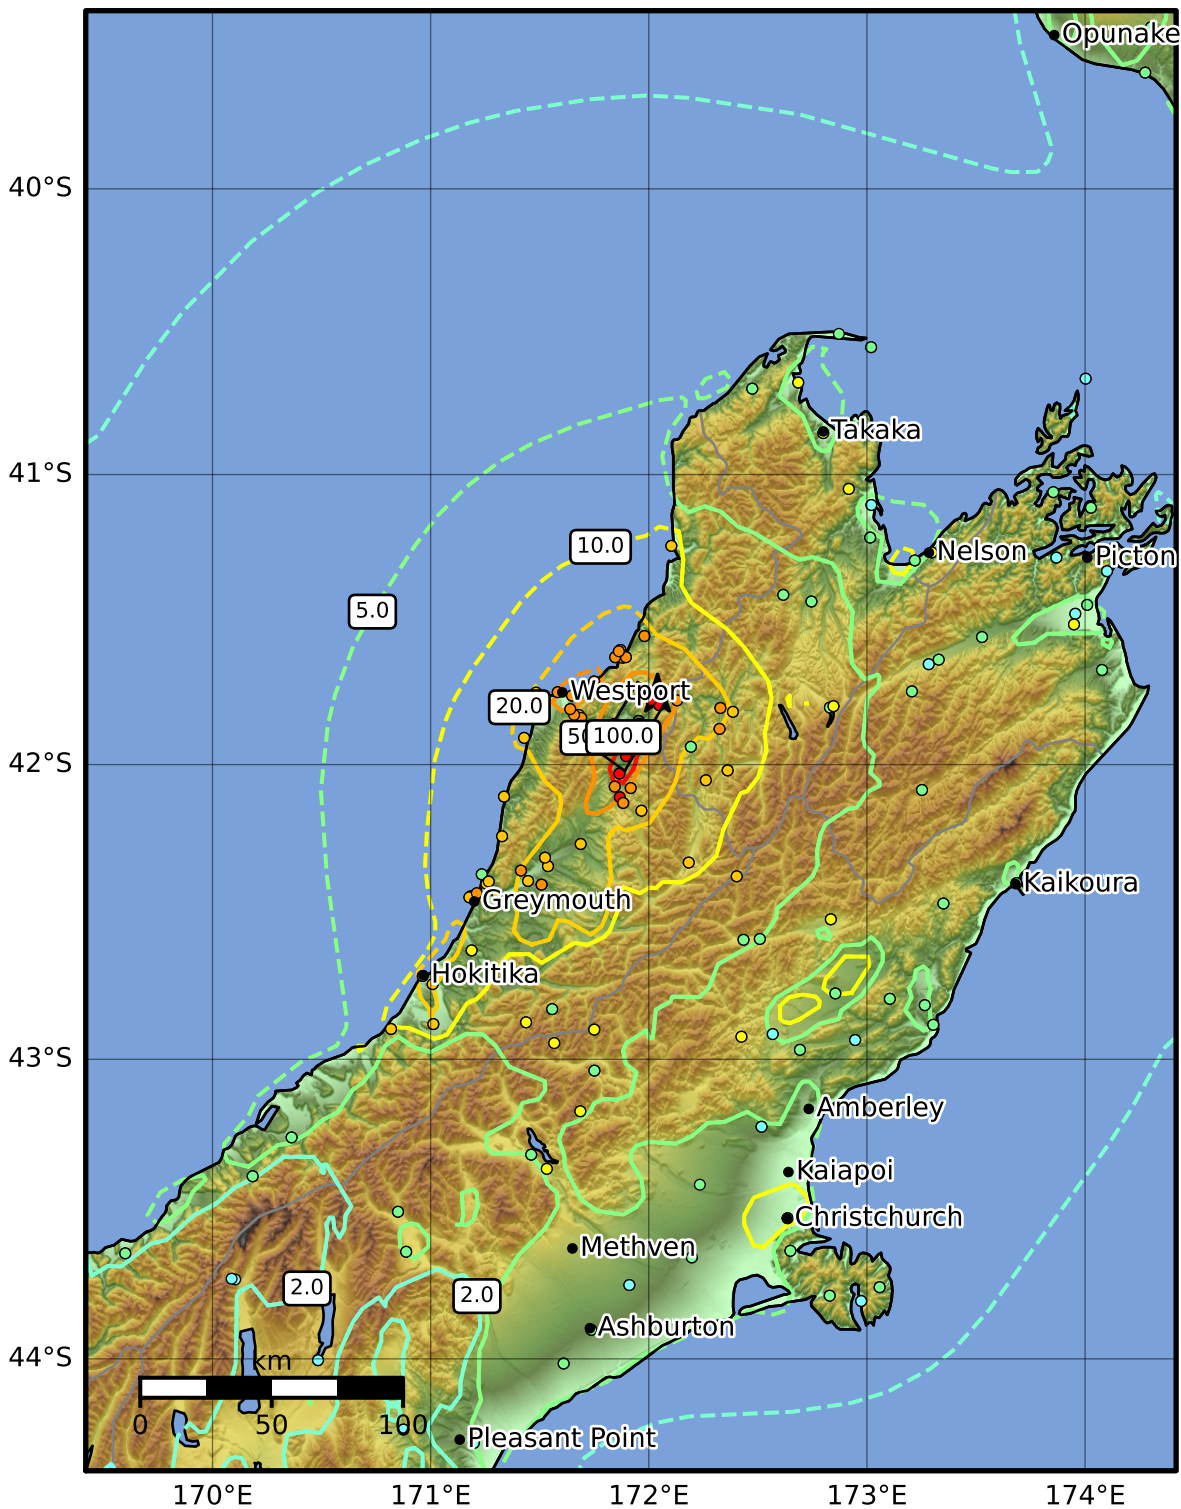 Opunake
40°S
Takaka
41°S
10.0
Nelson
Picton
5.0
Westport
20.0
50
100.0
42°S
Kaikoura
Greymouth
Hokitika
43°S
Amberley
Kaiapoi
Christchurch
Methven
2.0
2.0
Ashburton
44°S
km
0
50
100
Pleasant Point
170°E
171°E
172°E
173°E
174°E